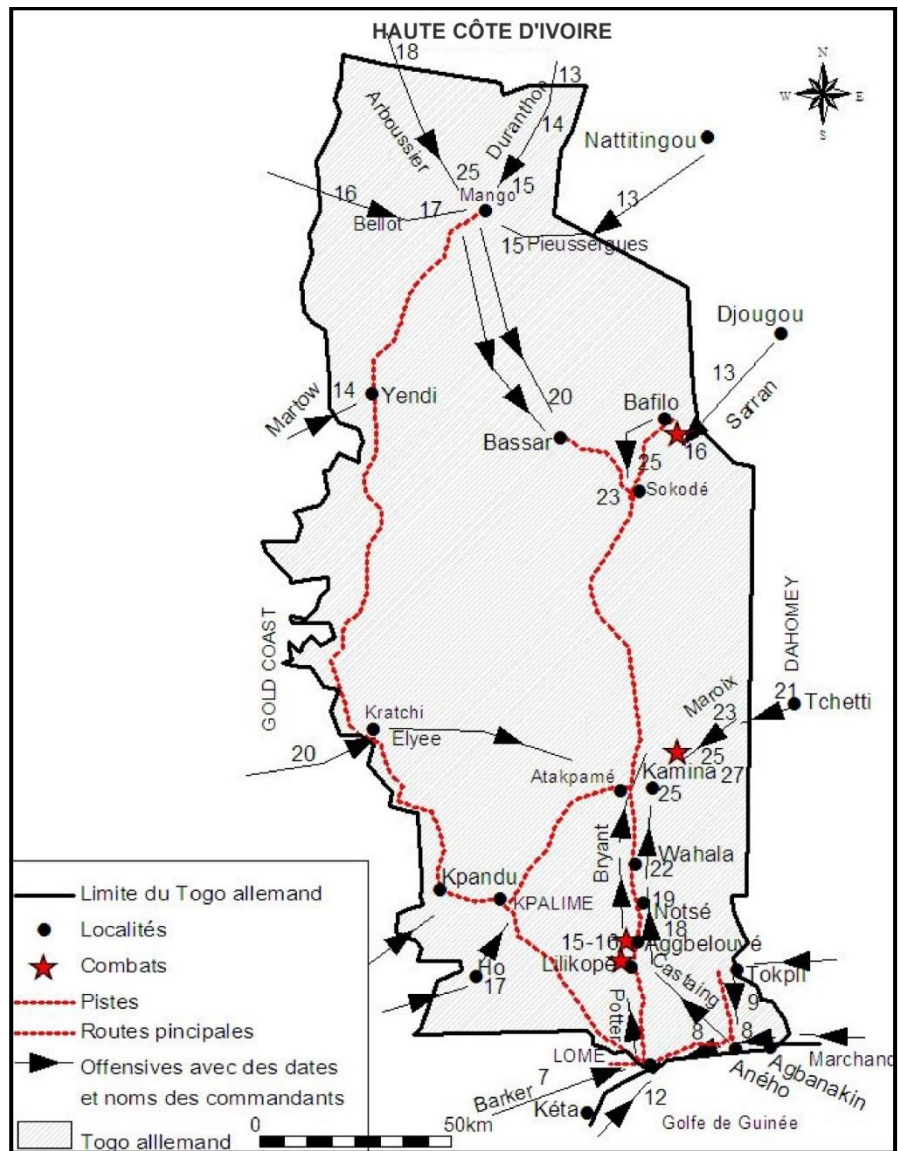 HAUTE CÔTE D'IVOIRE
18
13
N
W E
S
Arboussier
Duranthon
14
Nattitingou
25
15
Mango
16
17
Bellot
13
15
Pieussergues
Djougou
13
Sarran
Martow
14
Yendi
20
Bafilo
Bassar
16
25
23
Sokodé
GOLD COAST
DAHOMEY
Maroix
21
Tchetti
23
Kratchi
Elyee
20
25
27
Atakpamé
Kamina
25
Bryant
Wahala
22
Kpandu
KPALIME
19
Notsé
18
15-16
Aggbelouvé
Lilikopé
Ho
17
Castaing
Tokpli
9
Potter
8
8
Marchand
LOME
Agbanakin
Aného
Barker
7
12
Kéta
Golfe de Guinée
Limite du Togo allemand
Localités
Combats
Pistes
Routes pincipales
Offensives avec des dates
et noms des commandants
Togo alllemand
0
50km